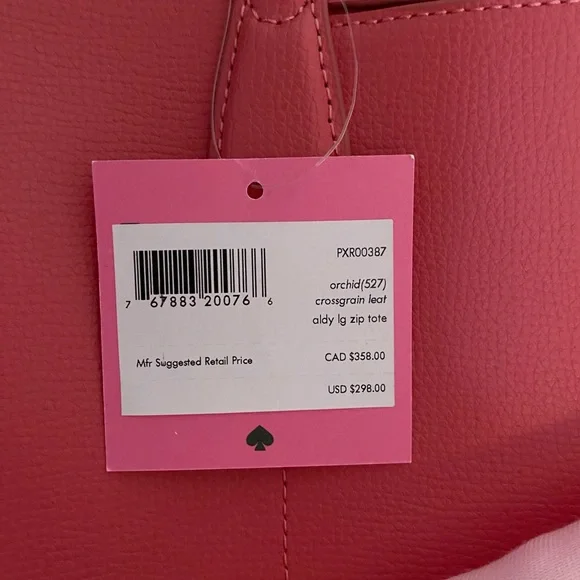 PXR00387
7 67883 20076 6
orchid(527)
crossgrain leat
aldy lg zip tote
Mfr Suggested Retail Price CAD $358.00
USD $298.00